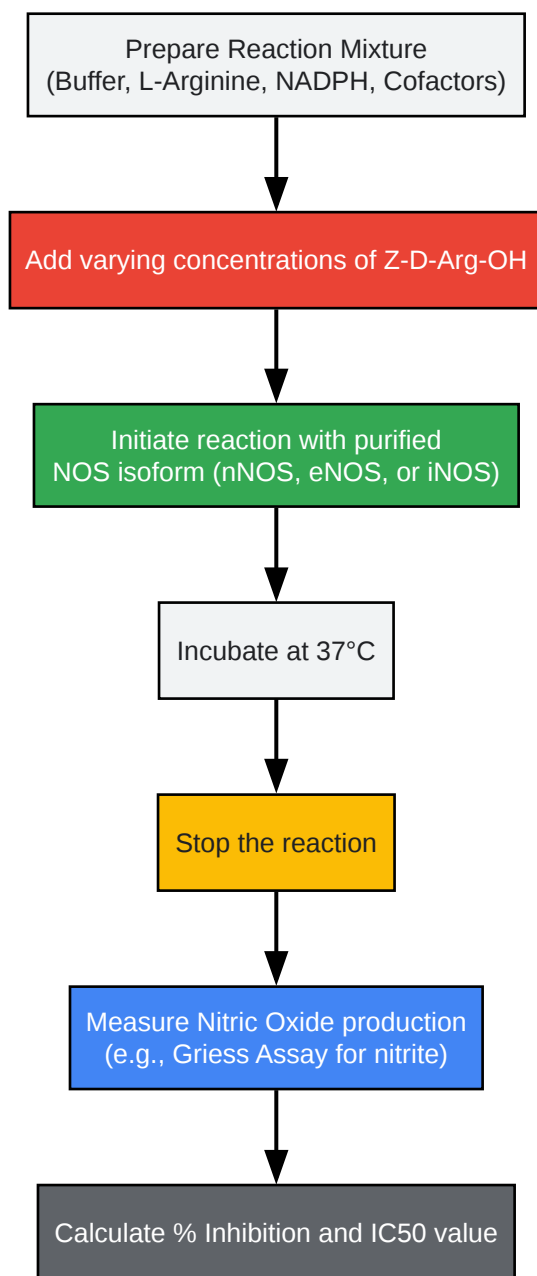 Prepare Reaction Mixture
(Buffer, L-Arginine, NADPH, Cofactors)
Add varying concentrations of Z-D-Arg-OH
Initiate reaction with purified
NOS isoform (nNOS, eNOS, or iNOS)
Incubate at 37°C
Stop the reaction
Measure Nitric Oxide production
(e.g., Griess Assay for nitrite)
Calculate % Inhibition and IC50 value